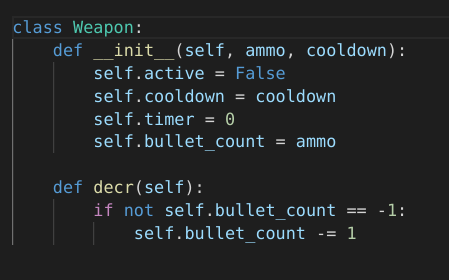 class Weapon:
    def __init__(self, ammo, cooldown):
        self.active = False
        self.cooldown = cooldown
        self.timer = 0
        self.bullet_count = ammo

    def decr(self):
        if not self.bullet_count == -1:
            self.bullet_count -= 1